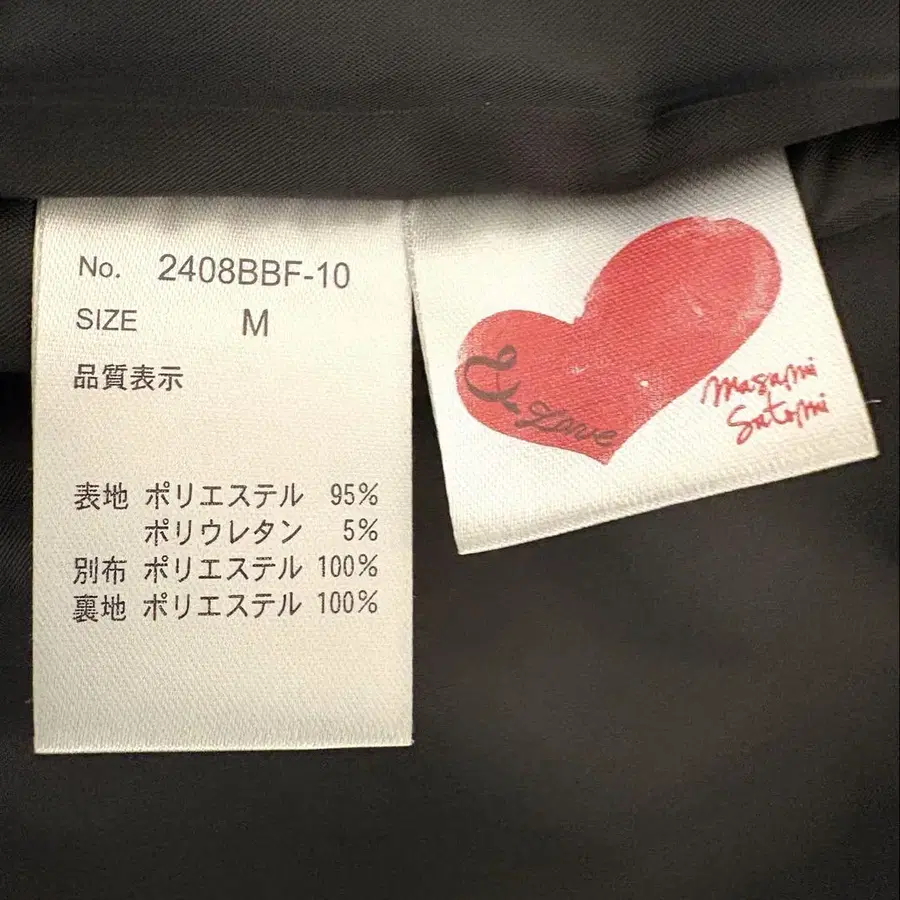 No. 2408BBF-10
SIZE M
品質表示
表地 ポリエステル 95%
ポリウレタン 5%
別布 ポリエステル 100%
裏地 ポリエステル 100%
Love
masami
Satomi